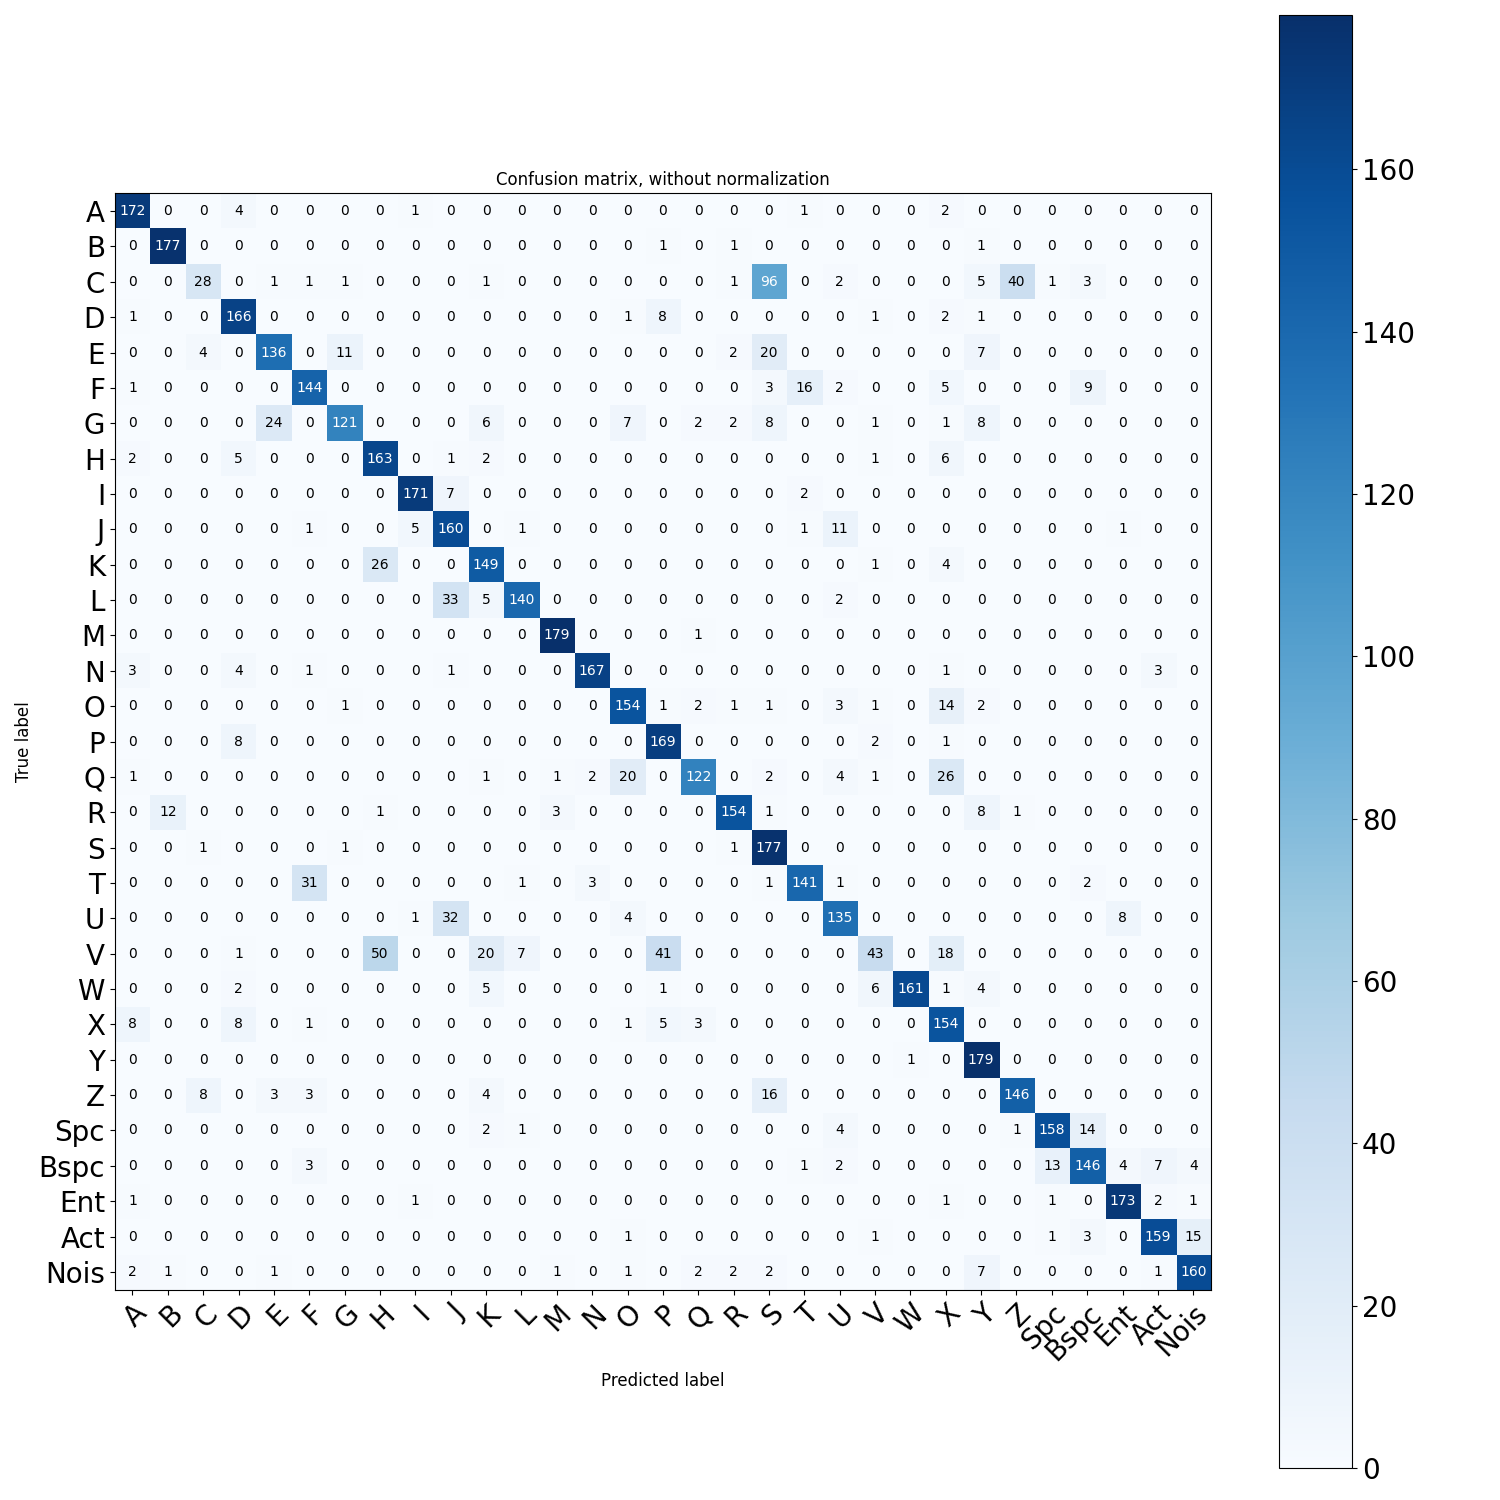 Confusion matrix, without normalization
A 172 0 0 4 0 0 0 0 1 0 0 0 0 0 0 0 0 0 0 1 0 0 0 2 0 0 0 0 0 0 0
B 0 177 0 0 0 0 0 0 0 0 0 0 0 0 0 1 0 1 0 0 0 0 0 0 1 0 0 0 0 0 0
C 0 0 28 0 1 1 1 0 0 0 1 0 0 0 0 0 0 1 96 0 2 0 0 0 5 40 1 3 0 0 0
D 1 0 0 166 0 0 0 0 0 0 0 0 0 0 1 8 0 0 0 0 0 1 0 2 1 0 0 0 0 0 0
E 0 0 4 0 136 0 11 0 0 0 0 0 0 0 0 0 0 2 20 0 0 0 0 0 7 0 0 0 0 0 0
F 1 0 0 0 0 144 0 0 0 0 0 0 0 0 0 0 0 0 3 16 2 0 0 5 0 0 0 9 0 0 0
G 0 0 0 0 24 0 121 0 0 0 6 0 0 0 7 0 2 2 8 0 0 1 0 1 8 0 0 0 0 0 0
H 2 0 0 5 0 0 0 163 0 1 2 0 0 0 0 0 0 0 0 0 0 1 0 6 0 0 0 0 0 0 0
I 0 0 0 0 0 0 0 0 171 7 0 0 0 0 0 0 0 0 0 2 0 0 0 0 0 0 0 0 0 0 0
J 0 0 0 0 0 1 0 0 5 160 0 1 0 0 0 0 0 0 0 1 11 0 0 0 0 0 0 0 1 0 0
K 0 0 0 0 0 0 0 26 0 0 149 0 0 0 0 0 0 0 0 0 0 1 0 4 0 0 0 0 0 0 0
L 0 0 0 0 0 0 0 0 0 33 5 140 0 0 0 0 0 0 0 0 2 0 0 0 0 0 0 0 0 0 0
M 0 0 0 0 0 0 0 0 0 0 0 0 179 0 0 0 1 0 0 0 0 0 0 0 0 0 0 0 0 0 0
N 3 0 0 4 0 1 0 0 0 1 0 0 0 167 0 0 0 0 0 0 0 0 0 1 0 0 0 0 0 3 0
O 0 0 0 0 0 0 1 0 0 0 0 0 0 0 154 1 2 1 1 0 3 1 0 14 2 0 0 0 0 0 0
P 0 0 0 8 0 0 0 0 0 0 0 0 0 0 0 169 0 0 0 0 0 2 0 1 0 0 0 0 0 0 0
Q 1 0 0 0 0 0 0 0 0 0 1 0 1 2 20 0 122 0 2 0 4 1 0 26 0 0 0 0 0 0 0
R 0 12 0 0 0 0 0 1 0 0 0 0 3 0 0 0 0 154 1 0 0 0 0 0 8 1 0 0 0 0 0
S 0 0 1 0 0 0 1 0 0 0 0 0 0 0 0 0 0 1 177 0 0 0 0 0 0 0 0 0 0 0 0
T 0 0 0 0 0 31 0 0 0 0 0 1 0 3 0 0 0 0 1 141 1 0 0 0 0 0 0 2 0 0 0
U 0 0 0 0 0 0 0 0 1 32 0 0 0 0 4 0 0 0 0 0 135 0 0 0 0 0 0 0 8 0 0
V 0 0 0 1 0 0 0 50 0 0 20 7 0 0 0 41 0 0 0 0 0 43 0 18 0 0 0 0 0 0 0
W 0 0 0 2 0 0 0 0 0 0 5 0 0 0 0 1 0 0 0 0 0 6 161 1 4 0 0 0 0 0 0
X 8 0 0 8 0 1 0 0 0 0 0 0 0 0 1 5 3 0 0 0 0 0 0 154 0 0 0 0 0 0 0
Y 0 0 0 0 0 0 0 0 0 0 0 0 0 0 0 0 0 0 0 0 0 0 1 0 179 0 0 0 0 0 0
Z 0 0 8 0 3 3 0 0 0 0 4 0 0 0 0 0 0 0 16 0 0 0 0 0 0 146 0 0 0 0 0
Spc 0 0 0 0 0 0 0 0 0 0 2 1 0 0 0 0 0 0 0 0 4 0 0 0 0 1 158 14 0 0 0
Bspc 0 0 0 0 0 3 0 0 0 0 0 0 0 0 0 0 0 0 0 1 2 0 0 0 0 0 13 146 4 7 4
Ent 1 0 0 0 0 0 0 0 1 0 0 0 0 0 0 0 0 0 0 0 0 0 0 1 0 0 1 0 173 2 1
Act 0 0 0 0 0 0 0 0 0 0 0 0 0 0 1 0 0 0 0 0 0 1 0 0 0 0 1 3 0 159 15
Nois 2 1 0 0 1 0 0 0 0 0 0 0 1 0 1 0 2 2 2 0 0 0 0 0 7 0 0 0 0 1 160
A B C D E F G H I J K L M N O P Q R S T U V W X Y Z Spc Bspc Ent Act Nois
Predicted label
True label
160
140
120
100
80
60
40
20
0